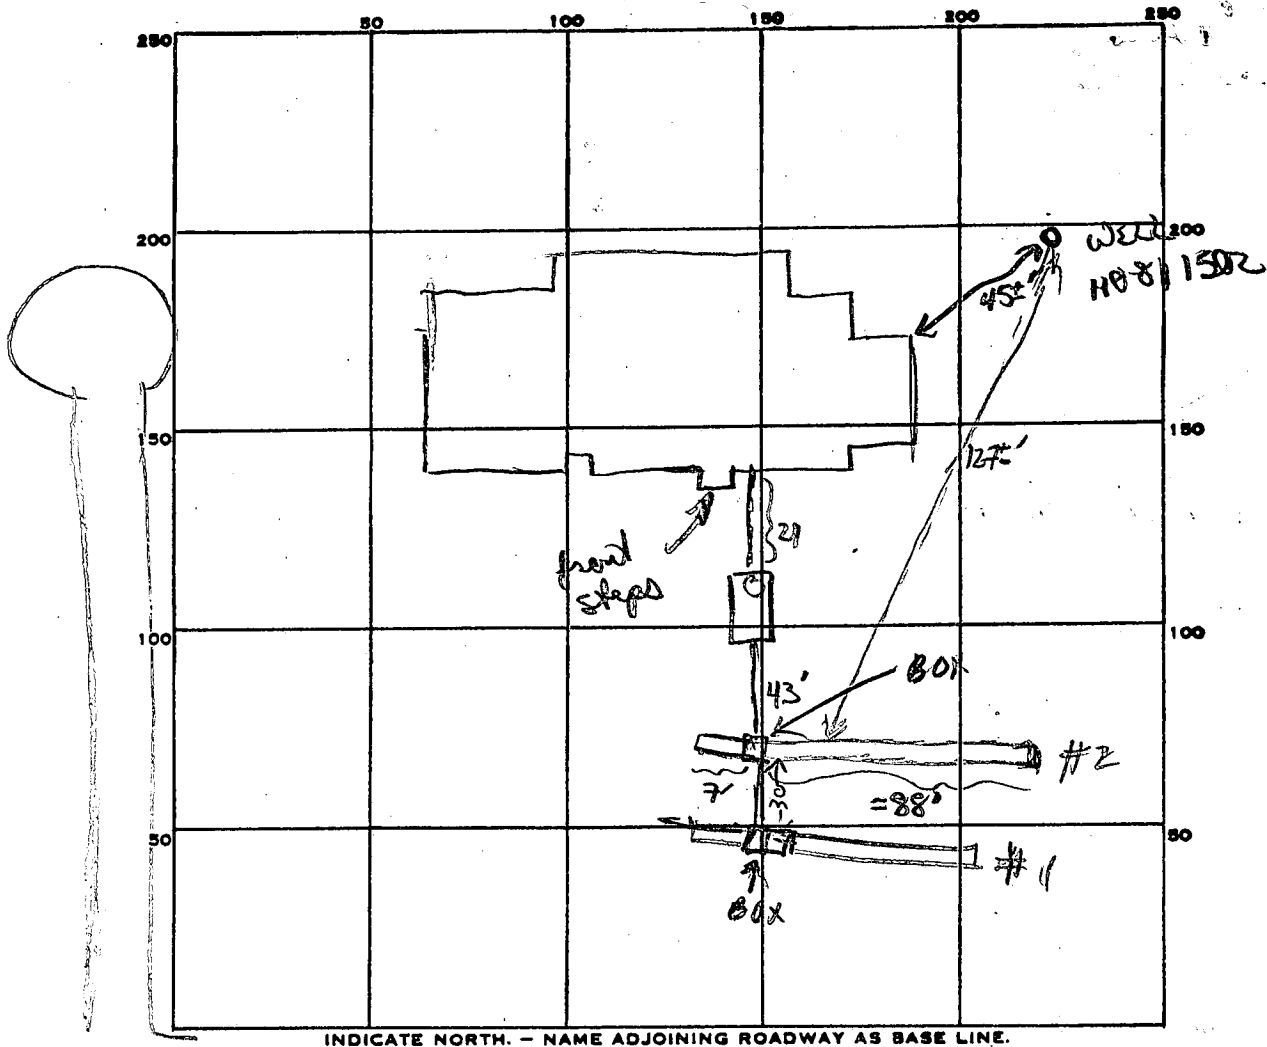 50 100 150 200 250
250
200 WELL 200
45±
150 127±' 150
21
front
steps
100 100
BOX
43'
#2
7'
=88'
50 50
#1
BOX
INDICATE NORTH. – NAME ADJOINING ROADWAY AS BASE LINE.